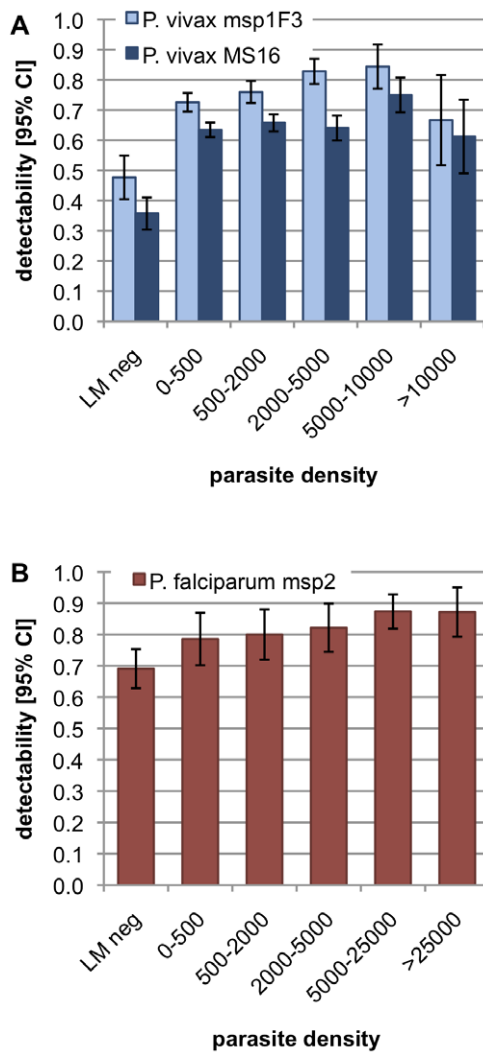 A
P. vivax msp1F3
P. vivax MS16
detectability [95% CI]
1.0
0.9
0.8
0.7
0.6
0.5
0.4
0.3
0.2
0.1
0.0
LM neg
0-500
500-2000
2000-5000
5000-10000
>10000
parasite density
B
P. falciparum msp2
detectability [95% CI]
1.0
0.9
0.8
0.7
0.6
0.5
0.4
0.3
0.2
0.1
0.0
LM neg
0-500
500-2000
2000-5000
5000-25000
>25000
parasite density